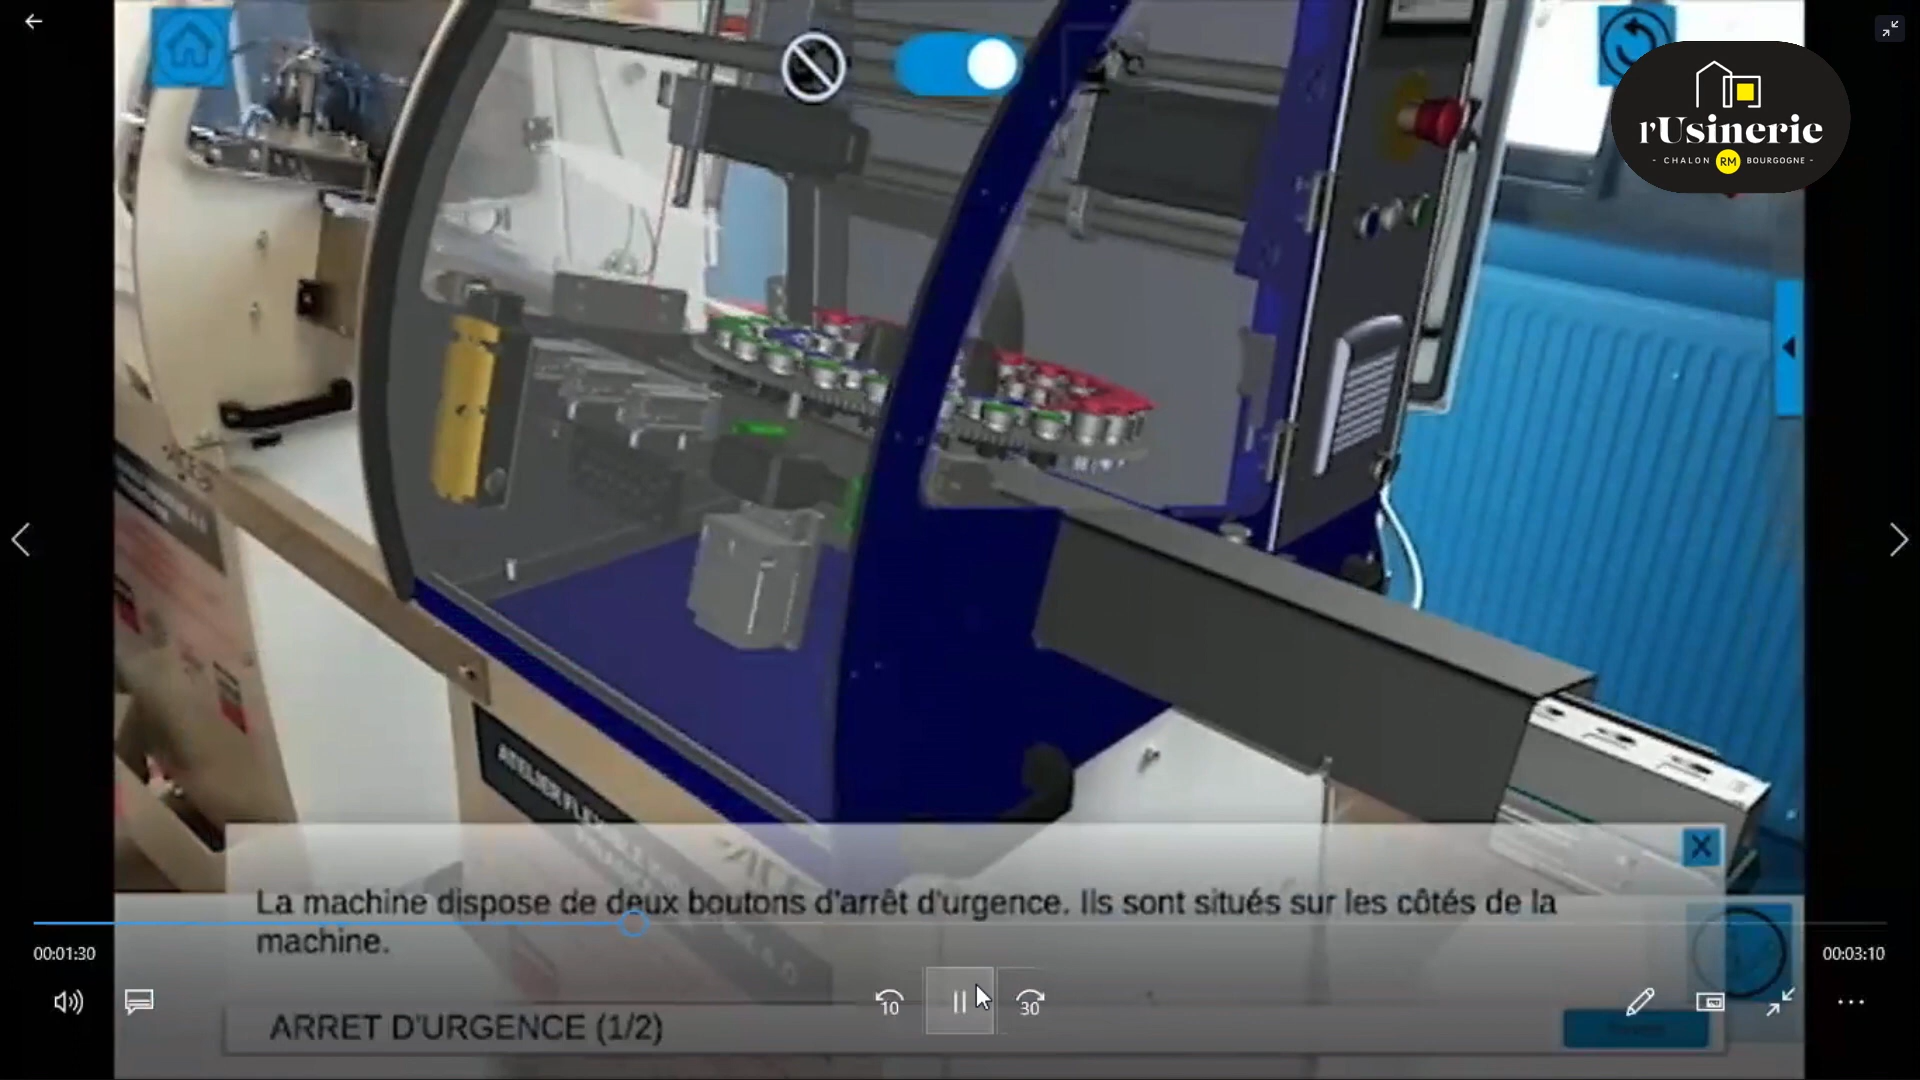 l'Usinerie
- CHALON RM BOURGOGNE -
La machine dispose de deux boutons d'arrêt d'urgence. Ils sont situés sur les côtés de la
machine.
00:01:30
00:03:10
10
30
ARRET D'URGENCE (1/2)